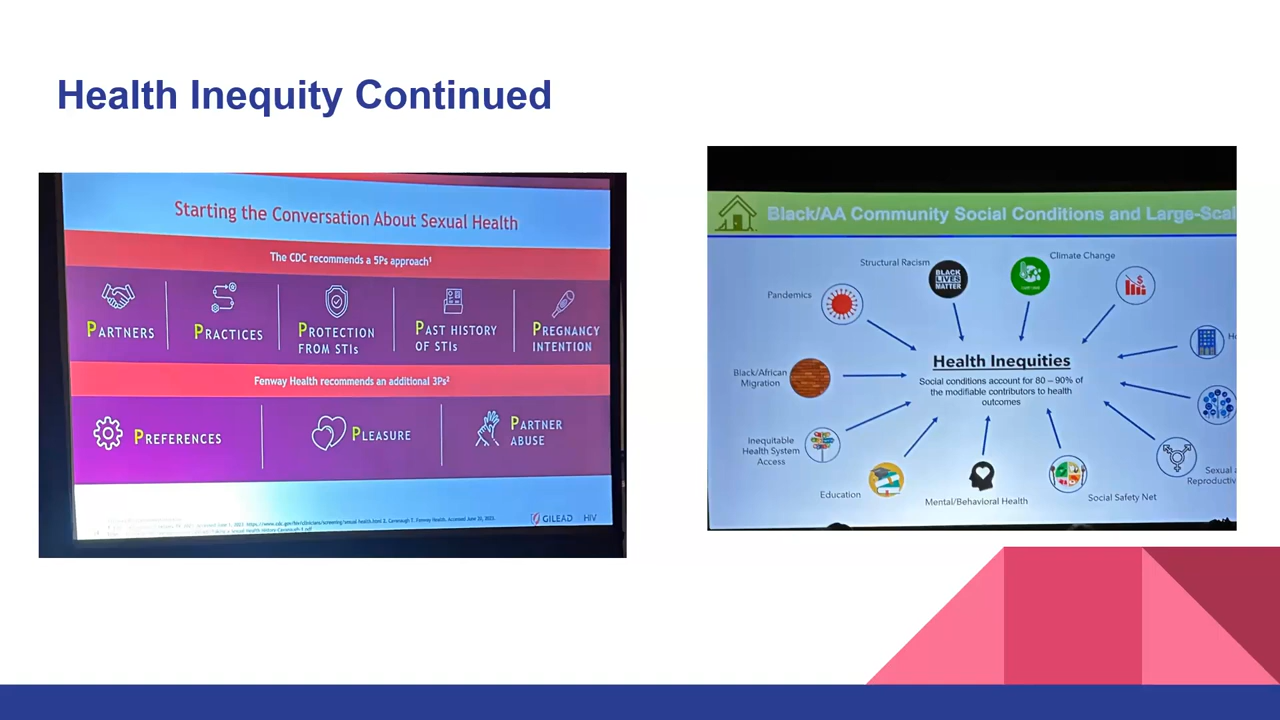 Health Inequity Continued
Starting the Conversation About Sexual Health
The CDC recommends a 5Ps approach¹
PARTNERS
PRACTICES
PROTECTION
FROM STIs
PAST HISTORY
OF STIs
PREGNANCY
INTENTION
Fenway Health recommends an additional 3Ps²
PREFERENCES
PLEASURE
PARTNER
ABUSE
GILEAD HIV
Black/AA Community Social Conditions and Large-Scal
Structural Racism
BLACK
LIVES
MATTER
Climate Change
Pandemics
Health Inequities
Social conditions account for 80 – 90% of
the modifiable contributors to health
outcomes
Black/African
Migration
Inequitable
Health System
Access
Education
Mental/Behavioral Health
Social Safety Net
Sexual
Reproductiv